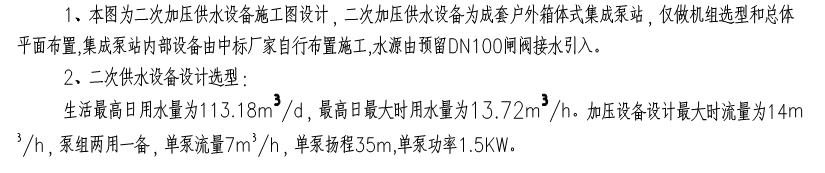 1、本图为二次加压供水设备施工图设计，二次加压供水设备为成套户外箱体式集成泵站，仅做机组选型和总体
平面布置,集成泵站内部设备由中标厂家自行布置施工,水源由预留DN100闸阀接水引入。
2、二次供水设备设计选型：
生活最高日用水量为113.18m³/d，最高日最大时用水量为13.72m³/h。加压设备设计最大时流量为14m
³/h，泵组两用一备，单泵流量7m³/h，单泵扬程35m,单泵功率1.5KW。